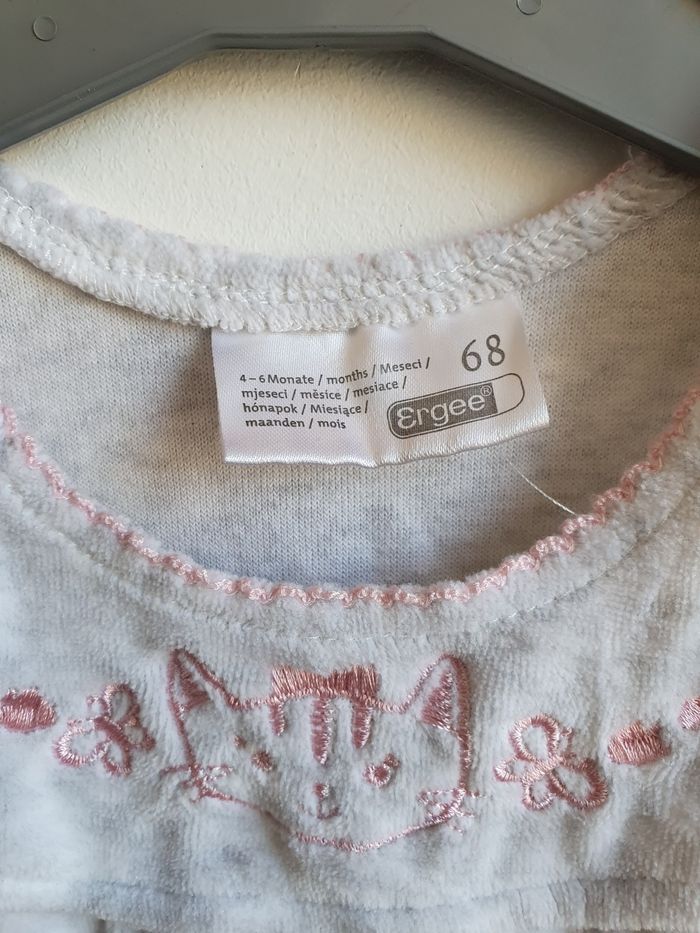 68
4-6 Monate / months / Meseci /
mjeseci / měsíce / mesiace /
hónapok / Miesiące /
maanden / mois
Ergee®